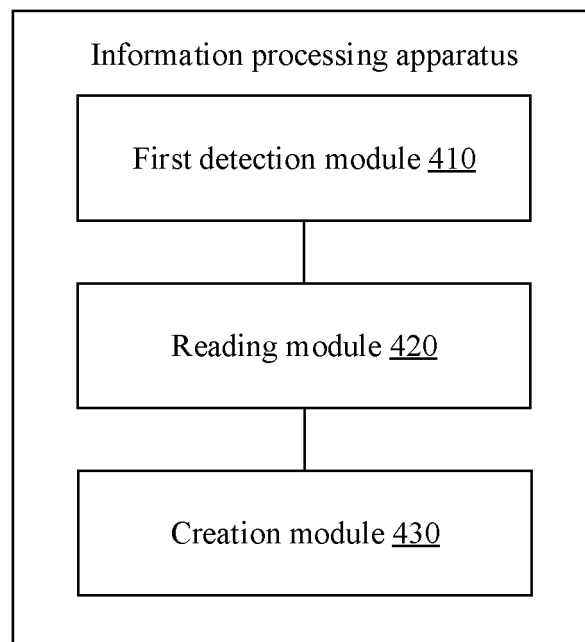 Information processing apparatus
First detection module 410
Reading module 420
Creation module 430